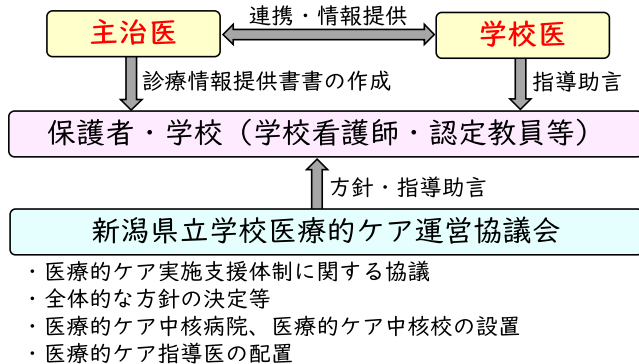 主治医
連携・情報提供
学校医
診療情報提供書書の作成
指導助言
保護者・学校（学校看護師・認定教員等）
方針・指導助言
新潟県立学校医療的ケア運営協議会
・医療的ケア実施支援体制に関する協議
・全体的な方針の決定等
・医療的ケア中核病院、医療的ケア中核校の設置
・医療的ケア指導医の配置